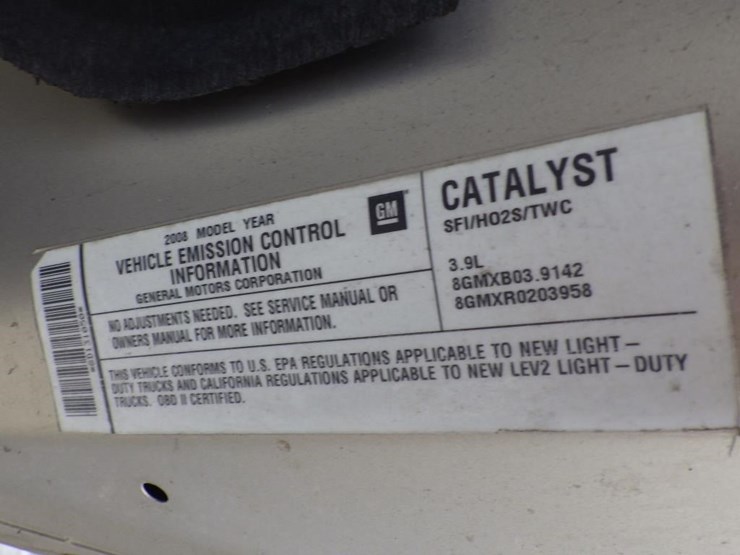 2008 MODEL YEAR
VEHICLE EMISSION CONTROL
INFORMATION
GENERAL MOTORS CORPORATION
GM
NO ADJUSTMENTS NEEDED. SEE SERVICE MANUAL OR
OWNERS MANUAL FOR MORE INFORMATION.
CATALYST
SFI/HO2S/TWC
3.9L
8GMXB03.9142
8GMXR0203958
THIS VEHICLE CONFORMS TO U.S. EPA REGULATIONS APPLICABLE TO NEW LIGHT–
DUTY TRUCKS AND CALIFORNIA REGULATIONS APPLICABLE TO NEW LEV2 LIGHT–DUTY
TRUCKS. OBD II CERTIFIED.